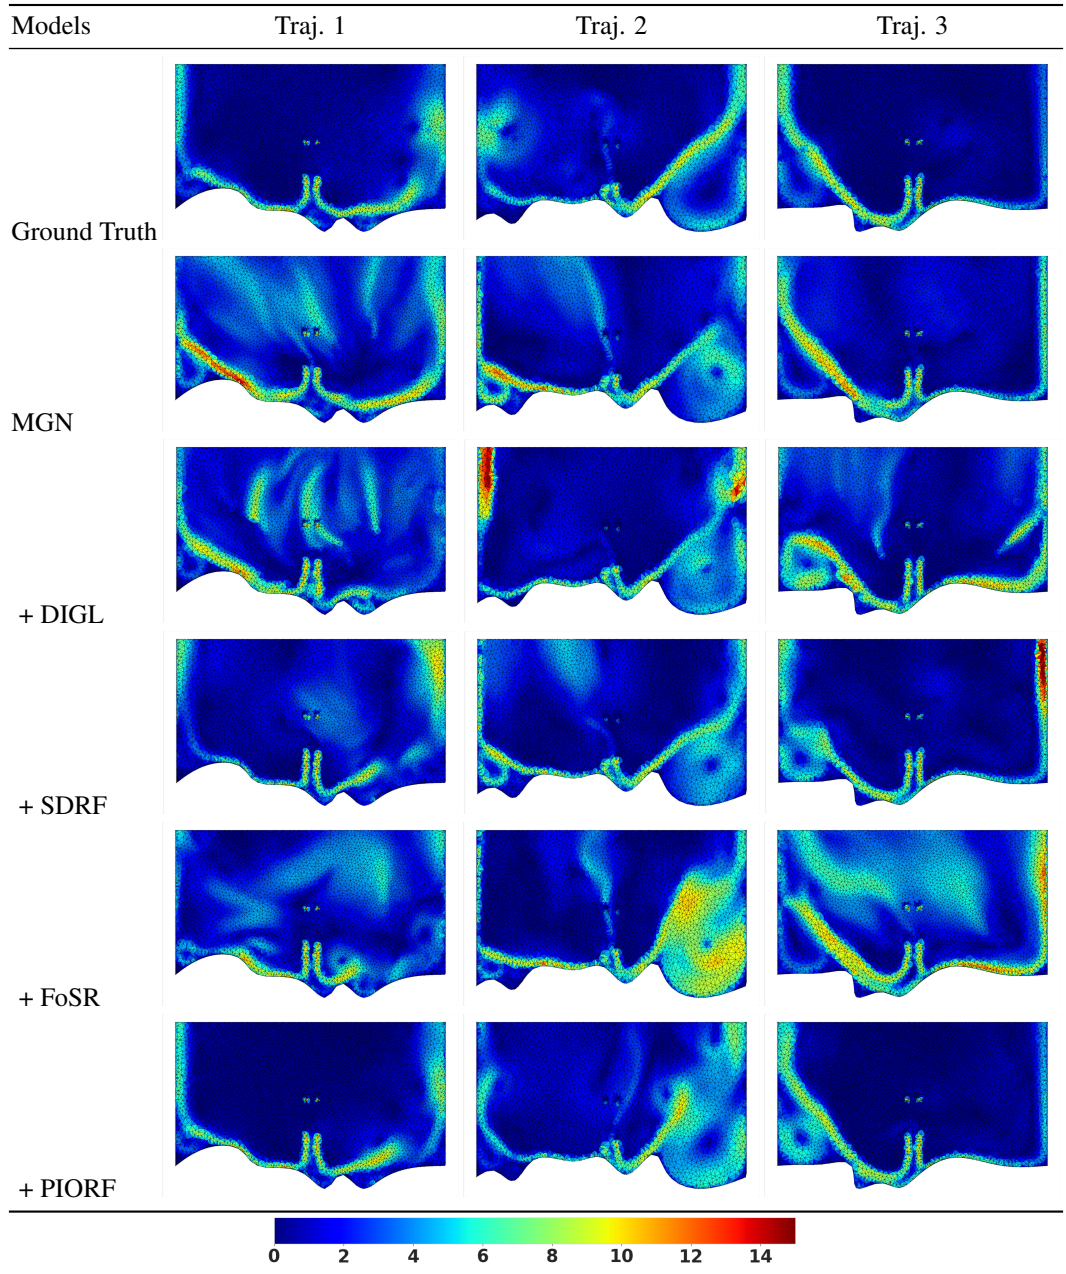 Models Traj. 1 Traj. 2 Traj. 3
Ground Truth
MGN
+ DIGL
+ SDRF
+ FoSR
+ PIORF
0 2 4 6 8 10 12 14